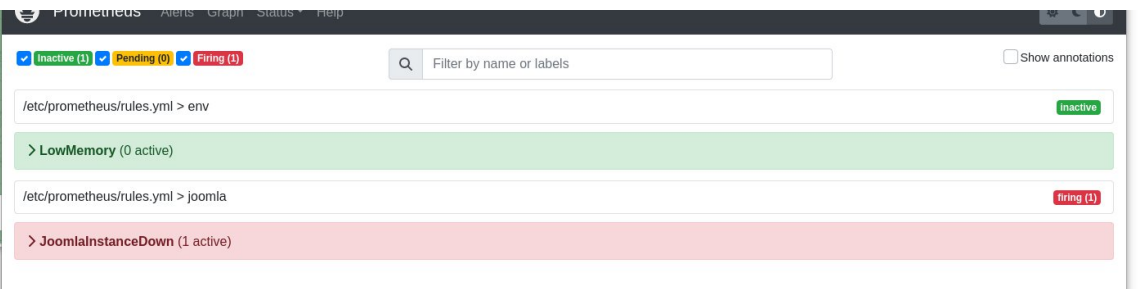 Prometheus Alerts Graph Status Help
Inactive (1) Pending (0) Firing (1) Filter by name or labels Show annotations
/etc/prometheus/rules.yml > env inactive
LowMemory (0 active)
/etc/prometheus/rules.yml > joomla firing (1)
JoomlaInstanceDown (1 active)